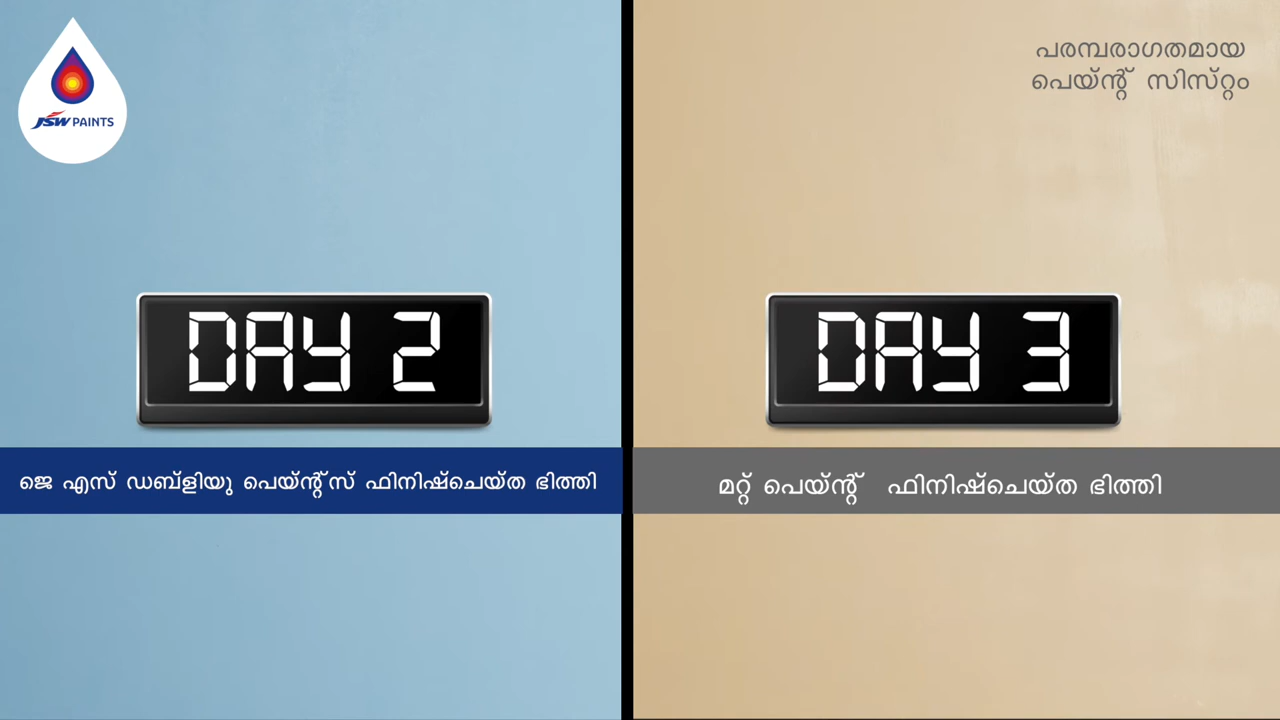 JSW PAINTS
പരമ്പരാഗതമായ
പെയ്ന്റ് സിസ്റ്റം
DAY 2
DAY 3
ജെ എസ് ഡബ്ളിയു പെയ്ന്റ്സ് ഫിനിഷ്ചെയ്ത ഭിത്തി
മറ്റ് പെയ്ന്റ് ഫിനിഷ്ചെയ്ത ഭിത്തി